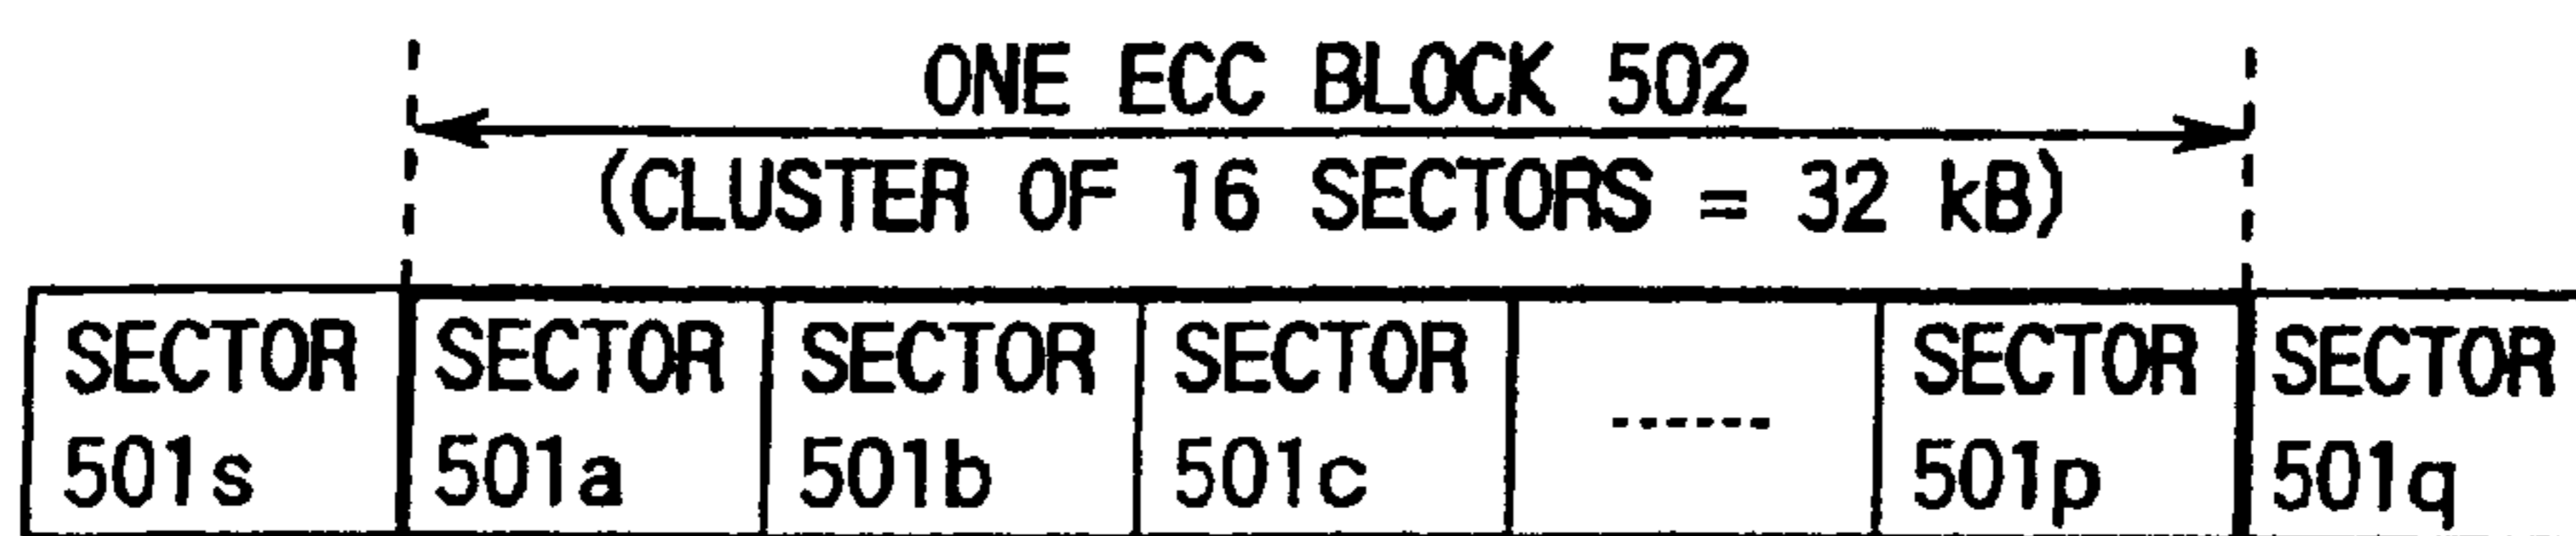 ONE ECC BLOCK 502
(CLUSTER OF 16 SECTORS = 32 kB)
SECTOR 501s
SECTOR 501a
SECTOR 501b
SECTOR 501c
------
SECTOR 501p
SECTOR 501q